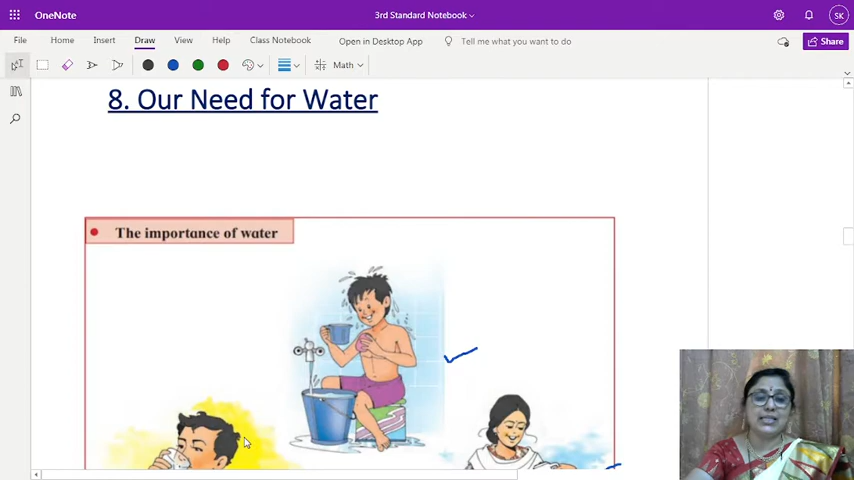 OneNote
3rd Standard Notebook
SK
File
Home
Insert
Draw
View
Help
Class Notebook
Open in Desktop App
Tell me what you want to do
Share
Math
8. Our Need for Water
The importance of water